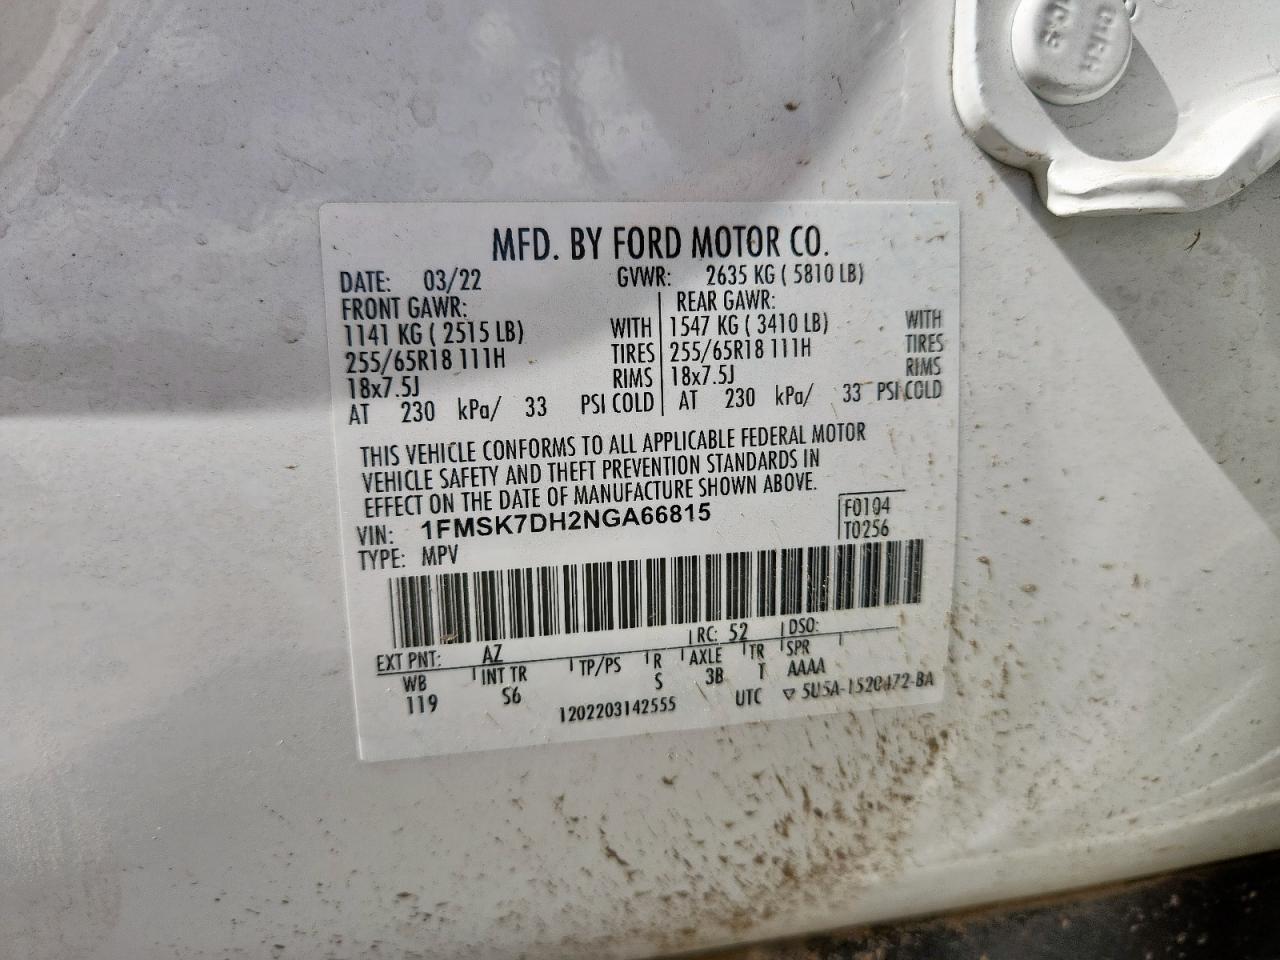 MFD. BY FORD MOTOR CO.
DATE: 03/22 GVWR: 2635 KG ( 5810 LB)
FRONT GAWR: REAR GAWR:
1141 KG ( 2515 LB) WITH 1547 KG ( 3410 LB) WITH
255/65R18 111H TIRES 255/65R18 111H TIRES
18x7.5J RIMS 18x7.5J RIMS
AT 230 kPa/ 33 PSI COLD AT 230 kPa/ 33 PSI COLD
THIS VEHICLE CONFORMS TO ALL APPLICABLE FEDERAL MOTOR
VEHICLE SAFETY AND THEFT PREVENTION STANDARDS IN
EFFECT ON THE DATE OF MANUFACTURE SHOWN ABOVE.
VIN: 1FMSK7DH2NGA66815 F0104
TYPE: MPV T0256
EXT PNT: AZ RC: 52 DSO:
WB INT TR TP/PS R AXLE TR SPR
119 S6 S 3B T AAAA
1202203142555 UTC ▽ 5U5A-1520472-BA